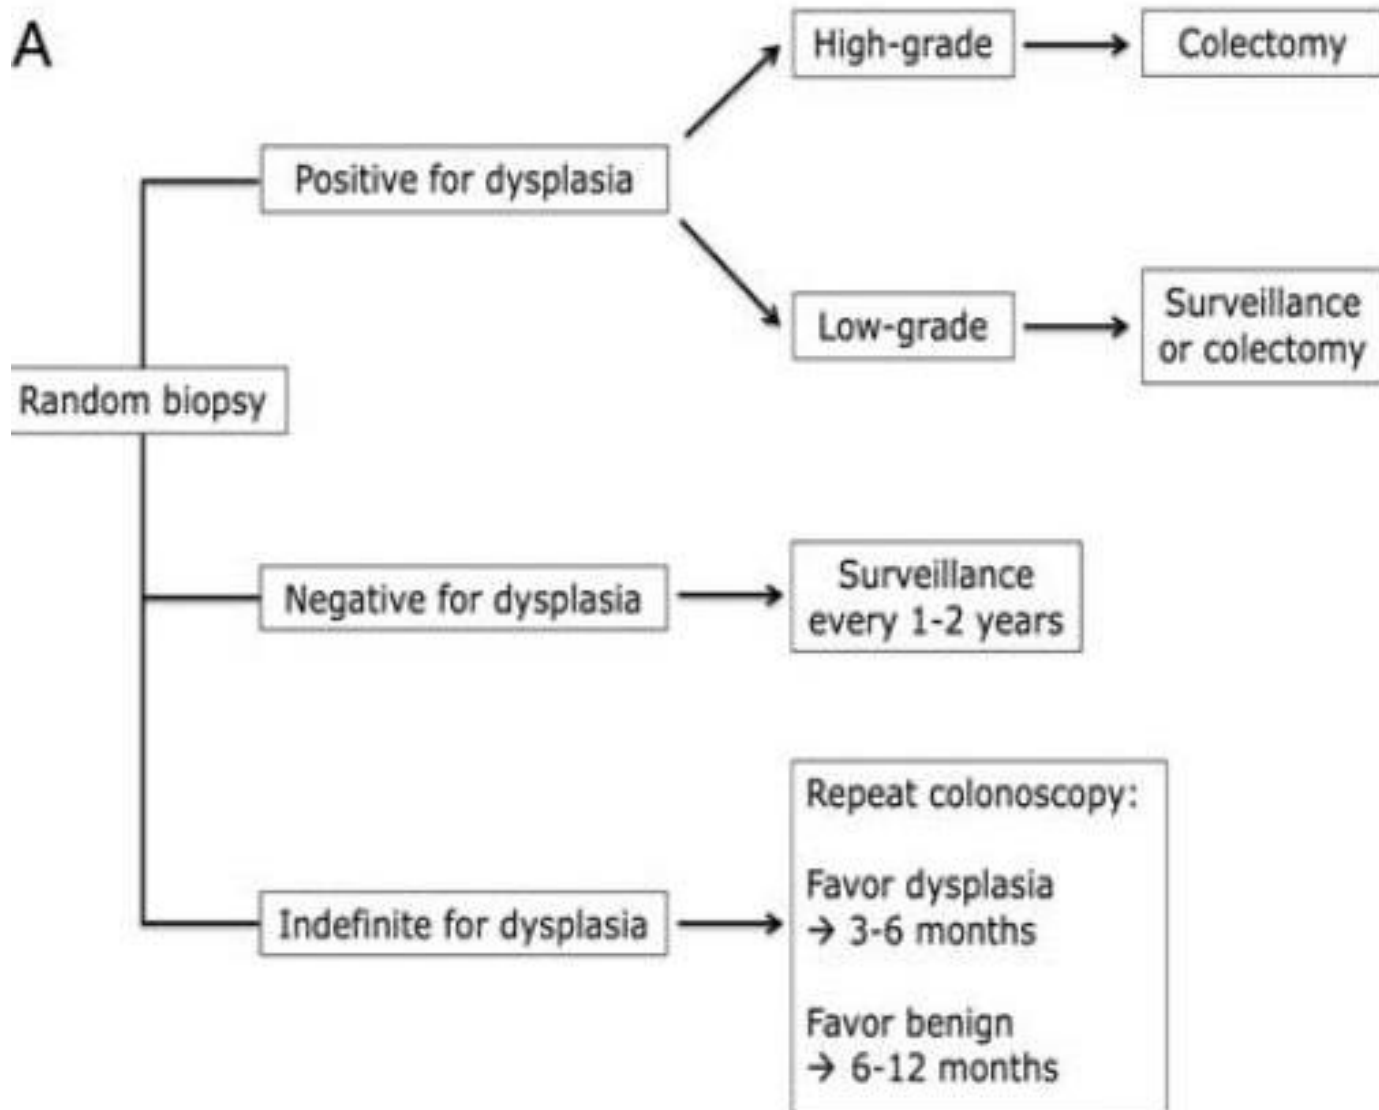 A
High-grade
Colectomy
Positive for dysplasia
Low-grade
Surveillance
or colectomy
Random biopsy
Negative for dysplasia
Surveillance
every 1-2 years
Indefinite for dysplasia
Repeat colonoscopy:
Favor dysplasia
→ 3-6 months
Favor benign
→ 6-12 months